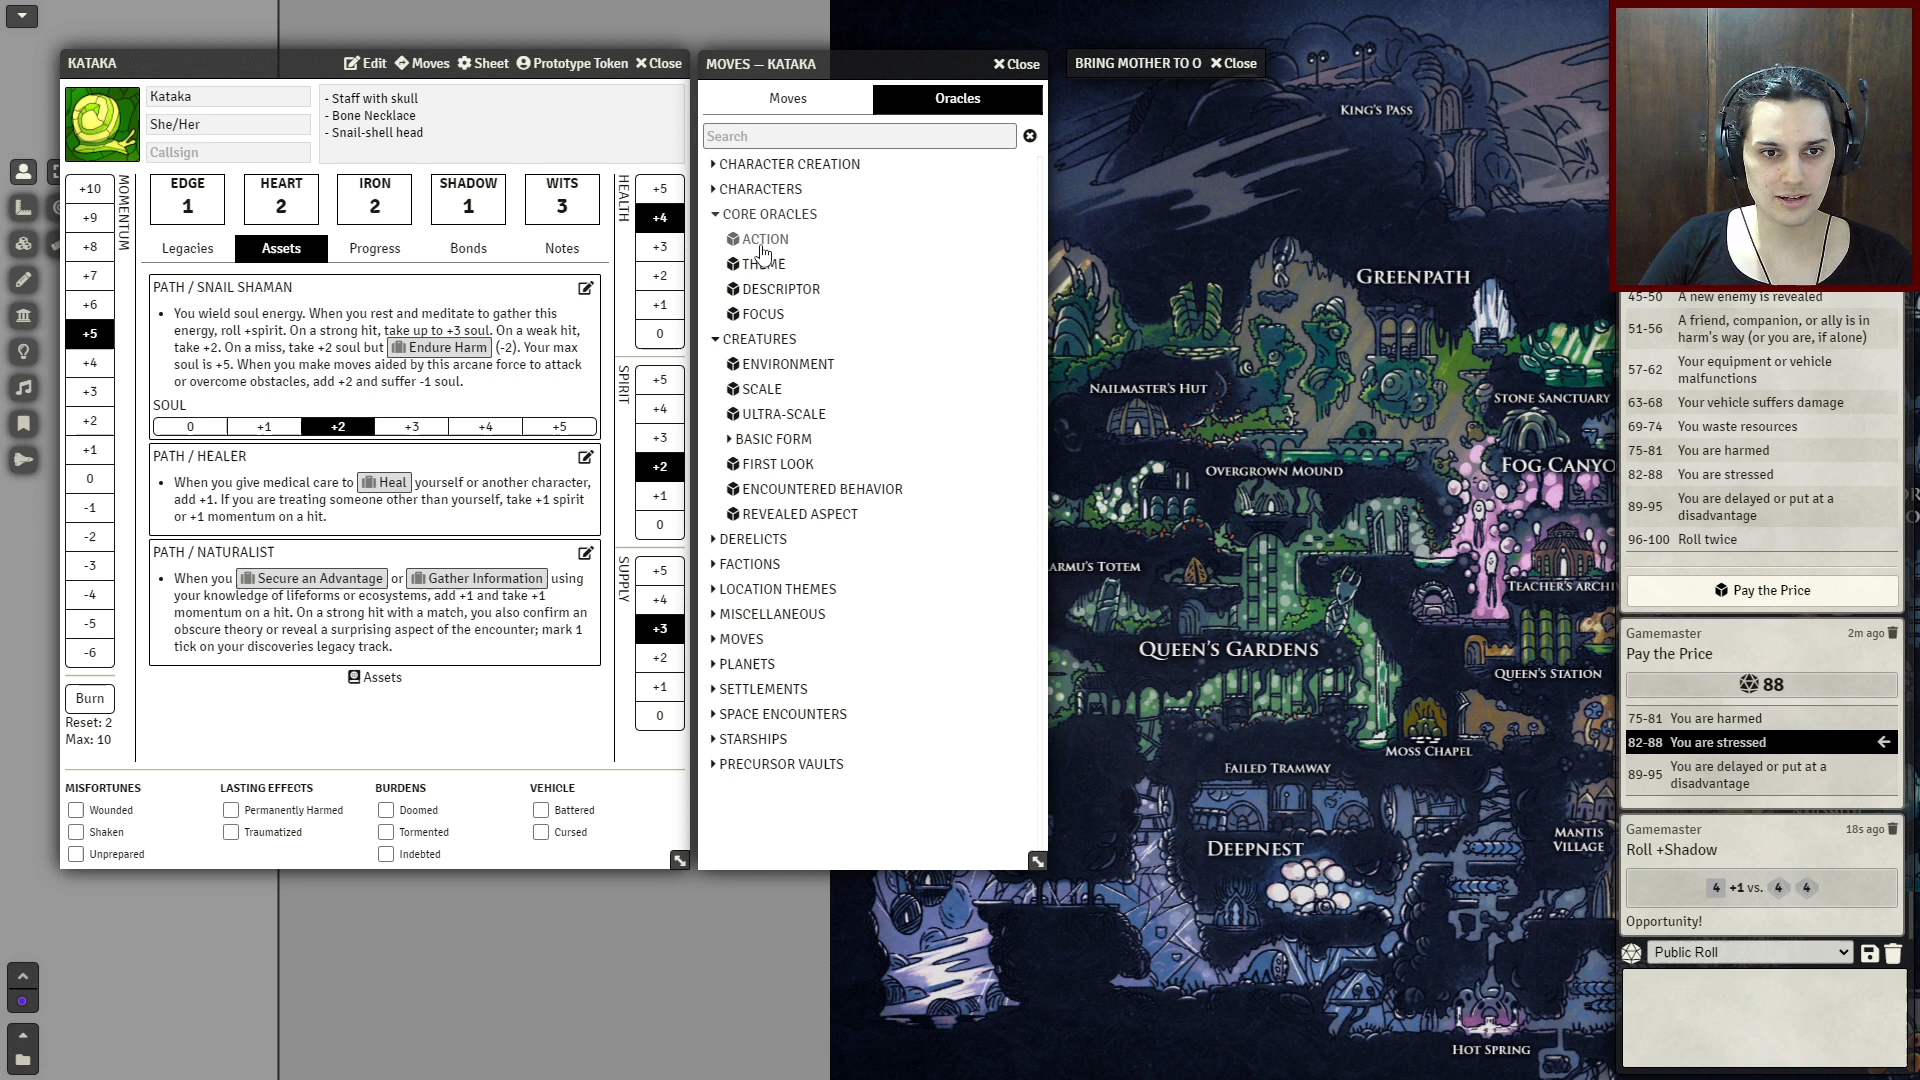 KATAKA
Edit Moves Sheet Prototype Token Close
Kataka
She/Her
Callsign
- Staff with skull
- Bone Necklace
- Snail-shell head
+10
+9
+8
+7
+6
+5
+4
+3
+2
+1
0
-1
-2
-3
-4
-5
-6
MOMENTUM
Burn
Reset: 2
Max: 10
EDGE
1
HEART
2
IRON
2
SHADOW
1
WITS
3
Legacies Assets Progress Bonds Notes
PATH / SNAIL SHAMAN
• You wield soul energy. When you rest and meditate to gather this
energy, roll +spirit. On a strong hit, take up to +3 soul. On a weak hit,
take +2. On a miss, take +2 soul but Endure Harm (-2). Your max
soul is +5. When you make moves aided by this arcane force to attack
or overcome obstacles, add +2 and suffer -1 soul.
SOUL
0 +1 +2 +3 +4 +5
PATH / HEALER
• When you give medical care to Heal yourself or another character,
add +1. If you are treating someone other than yourself, take +1 spirit
or +1 momentum on a hit.
PATH / NATURALIST
• When you Secure an Advantage or Gather Information using
your knowledge of lifeforms or ecosystems, add +1 and take +1
momentum on a hit. On a strong hit with a match, you also confirm an
obscure theory or reveal a surprising aspect of the encounter; mark 1
tick on your discoveries legacy track.
Assets
HEALTH
+5
+4
+3
+2
+1
0
SPIRIT
+5
+4
+3
+2
+1
0
SUPPLY
+5
+4
+3
+2
+1
0
MISFORTUNES
Wounded
Shaken
Unprepared
LASTING EFFECTS
Permanently Harmed
Traumatized
BURDENS
Doomed
Tormented
Indebted
VEHICLE
Battered
Cursed
MOVES — KATAKA
Close
Moves Oracles
Search
CHARACTER CREATION
CHARACTERS
CORE ORACLES
ACTION
THEME
DESCRIPTOR
FOCUS
CREATURES
ENVIRONMENT
SCALE
ULTRA-SCALE
BASIC FORM
FIRST LOOK
ENCOUNTERED BEHAVIOR
REVEALED ASPECT
DERELICTS
FACTIONS
LOCATION THEMES
MISCELLANEOUS
MOVES
PLANETS
SETTLEMENTS
SPACE ENCOUNTERS
STARSHIPS
PRECURSOR VAULTS
BRING MOTHER TO O Close
KING'S PASS
GREENPATH
NAILMASTER'S HUT
STONE SANCTUARY
OVERGROWN MOUND
FOG CANYO
ARMU'S TOTEM
TEACHER'S ARCHI
QUEEN'S GARDENS
QUEEN'S STATION
MOSS CHAPEL
FAILED TRAMWAY
MANTIS
VILLAGE
DEEPNEST
HOT SPRING
45-50 A new enemy is revealed
51-56 A friend, companion, or ally is in
harm's way (or you are, if alone)
57-62 Your equipment or vehicle
malfunctions
63-68 Your vehicle suffers damage
69-74 You waste resources
75-81 You are harmed
82-88 You are stressed
89-95 You are delayed or put at a
disadvantage
96-100 Roll twice
Pay the Price
Gamemaster 2m ago
Pay the Price
88
75-81 You are harmed
82-88 You are stressed
89-95 You are delayed or put at a
disadvantage
Gamemaster 18s ago
Roll +Shadow
4 +1 vs. 4 4
Opportunity!
Public Roll